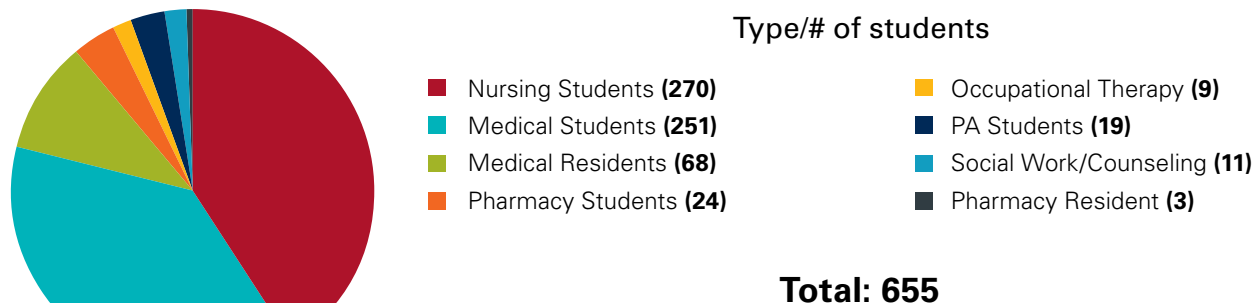 Type/# of students
Nursing Students (270)
Medical Students (251)
Medical Residents (68)
Pharmacy Students (24)
Occupational Therapy (9)
PA Students (19)
Social Work/Counseling (11)
Pharmacy Resident (3)
Total: 655